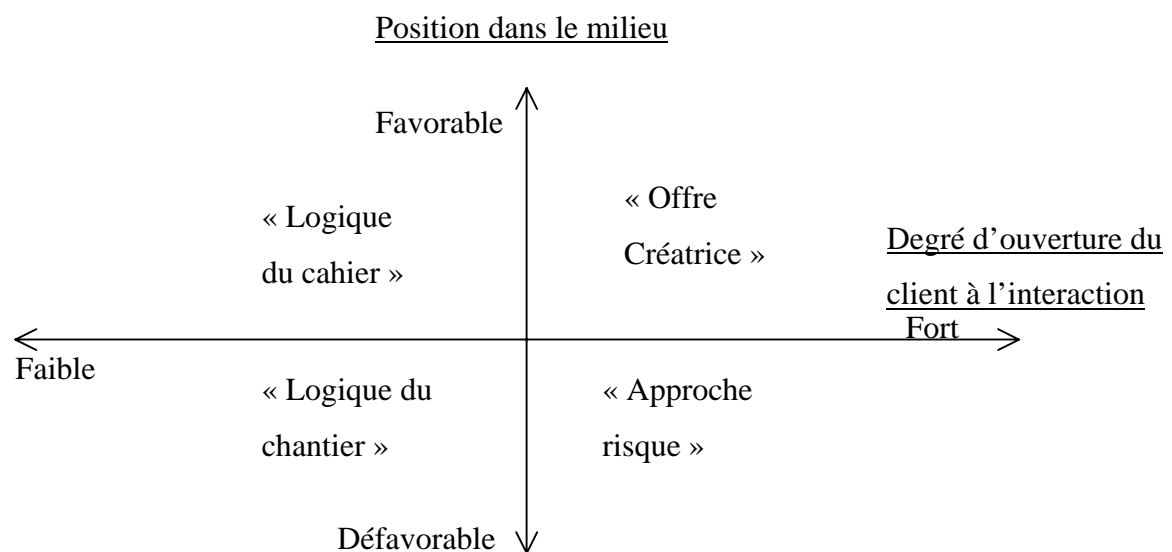 Position dans le milieu
Favorable
« Logique
du cahier »
« Offre
Créatrice »
Degré d’ouverture du
client à l’interaction
Fort
Faible
« Logique du
chantier »
« Approche
risque »
Défavorable